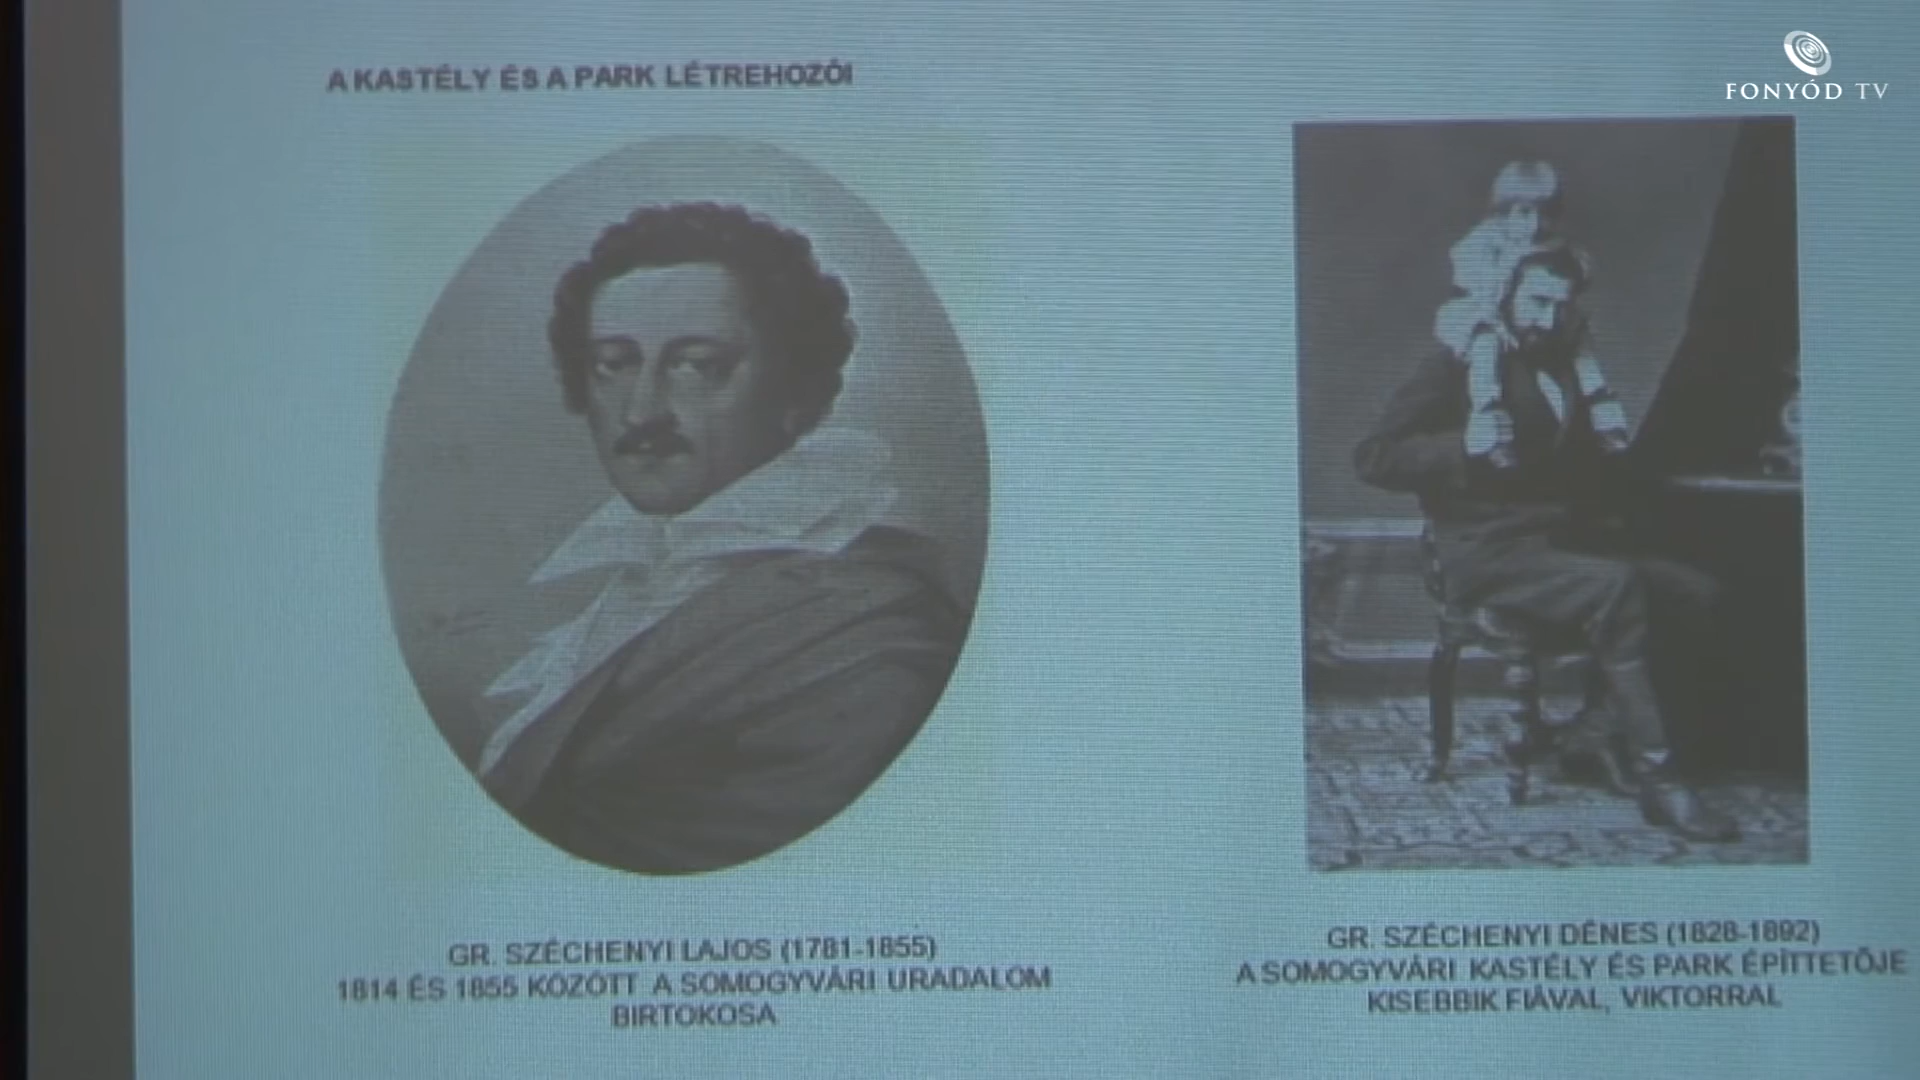 A KASTÉLY ÉS A PARK LÉTREHOZÓI
FONYÓD TV
GR. SZÉCHENYI LAJOS (1781-1855)
1814 ÉS 1855 KÖZÖTT A SOMOGYVÁRI URADALOM
BIRTOKOSA
GR. SZÉCHENYI DÉNES (1828-1892)
A SOMOGYVÁRI KASTÉLY ÉS PARK ÉPÍTTETŐJE
KISEBBIK FIÁVAL, VIKTORRAL